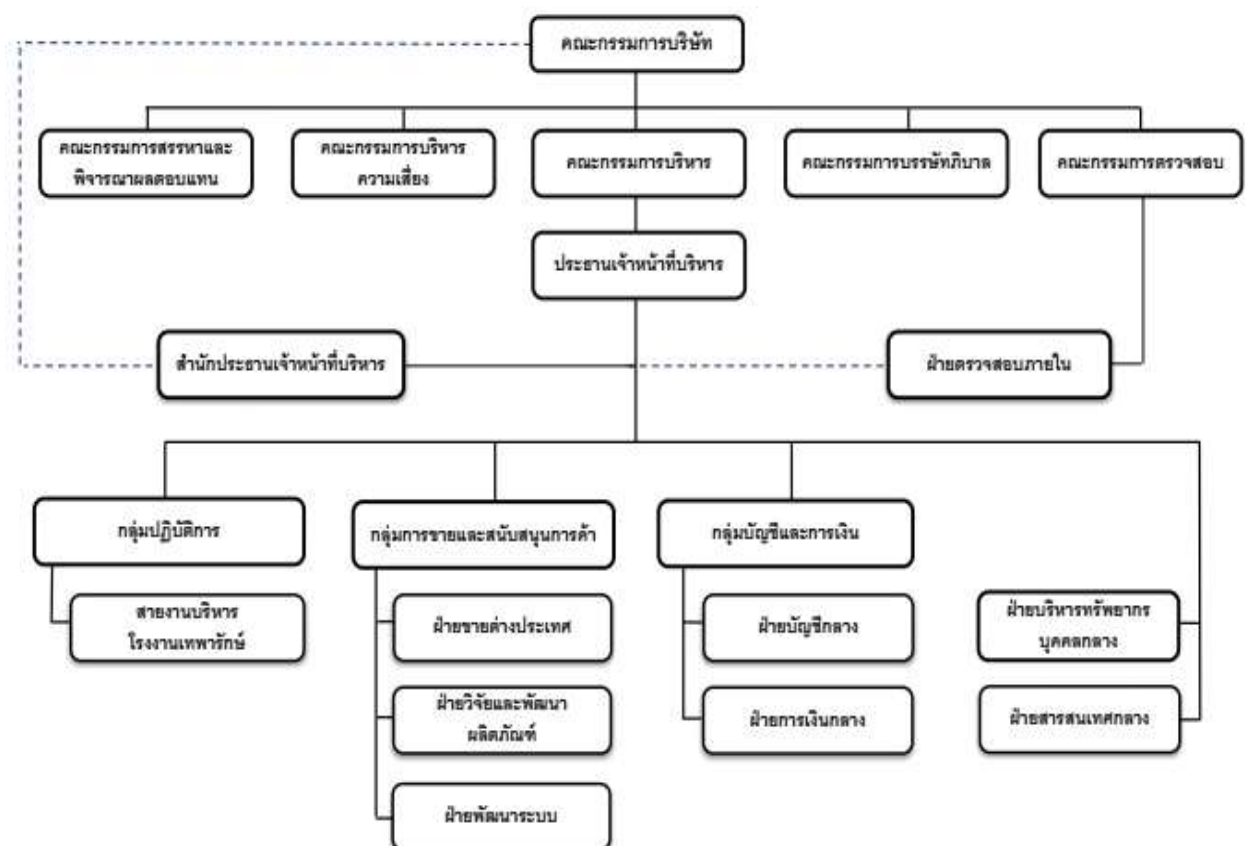 คณะกรรมการบริษัท
คณะกรรมการสรรหาและ
พิจารณาผลตอบแทน
คณะกรรมการบริหาร
ความเสี่ยง
คณะกรรมการบริหาร
คณะกรรมการบรรษัทภิบาล
คณะกรรมการตรวจสอบ
ประธานเจ้าหน้าที่บริหาร
สำนักประธานเจ้าหน้าที่บริหาร
ฝ่ายตรวจสอบภายใน
กลุ่มปฏิบัติการ
สายงานบริหาร
โรงงานเทพารักษ์
กลุ่มการขายและสนับสนุนการค้า
ฝ่ายขายต่างประเทศ
ฝ่ายวิจัยและพัฒนา
ผลิตภัณฑ์
ฝ่ายพัฒนาระบบ
กลุ่มบัญชีและการเงิน
ฝ่ายบัญชีกลาง
ฝ่ายการเงินกลาง
ฝ่ายบริหารทรัพยากร
บุคคลกลาง
ฝ่ายสารสนเทศกลาง